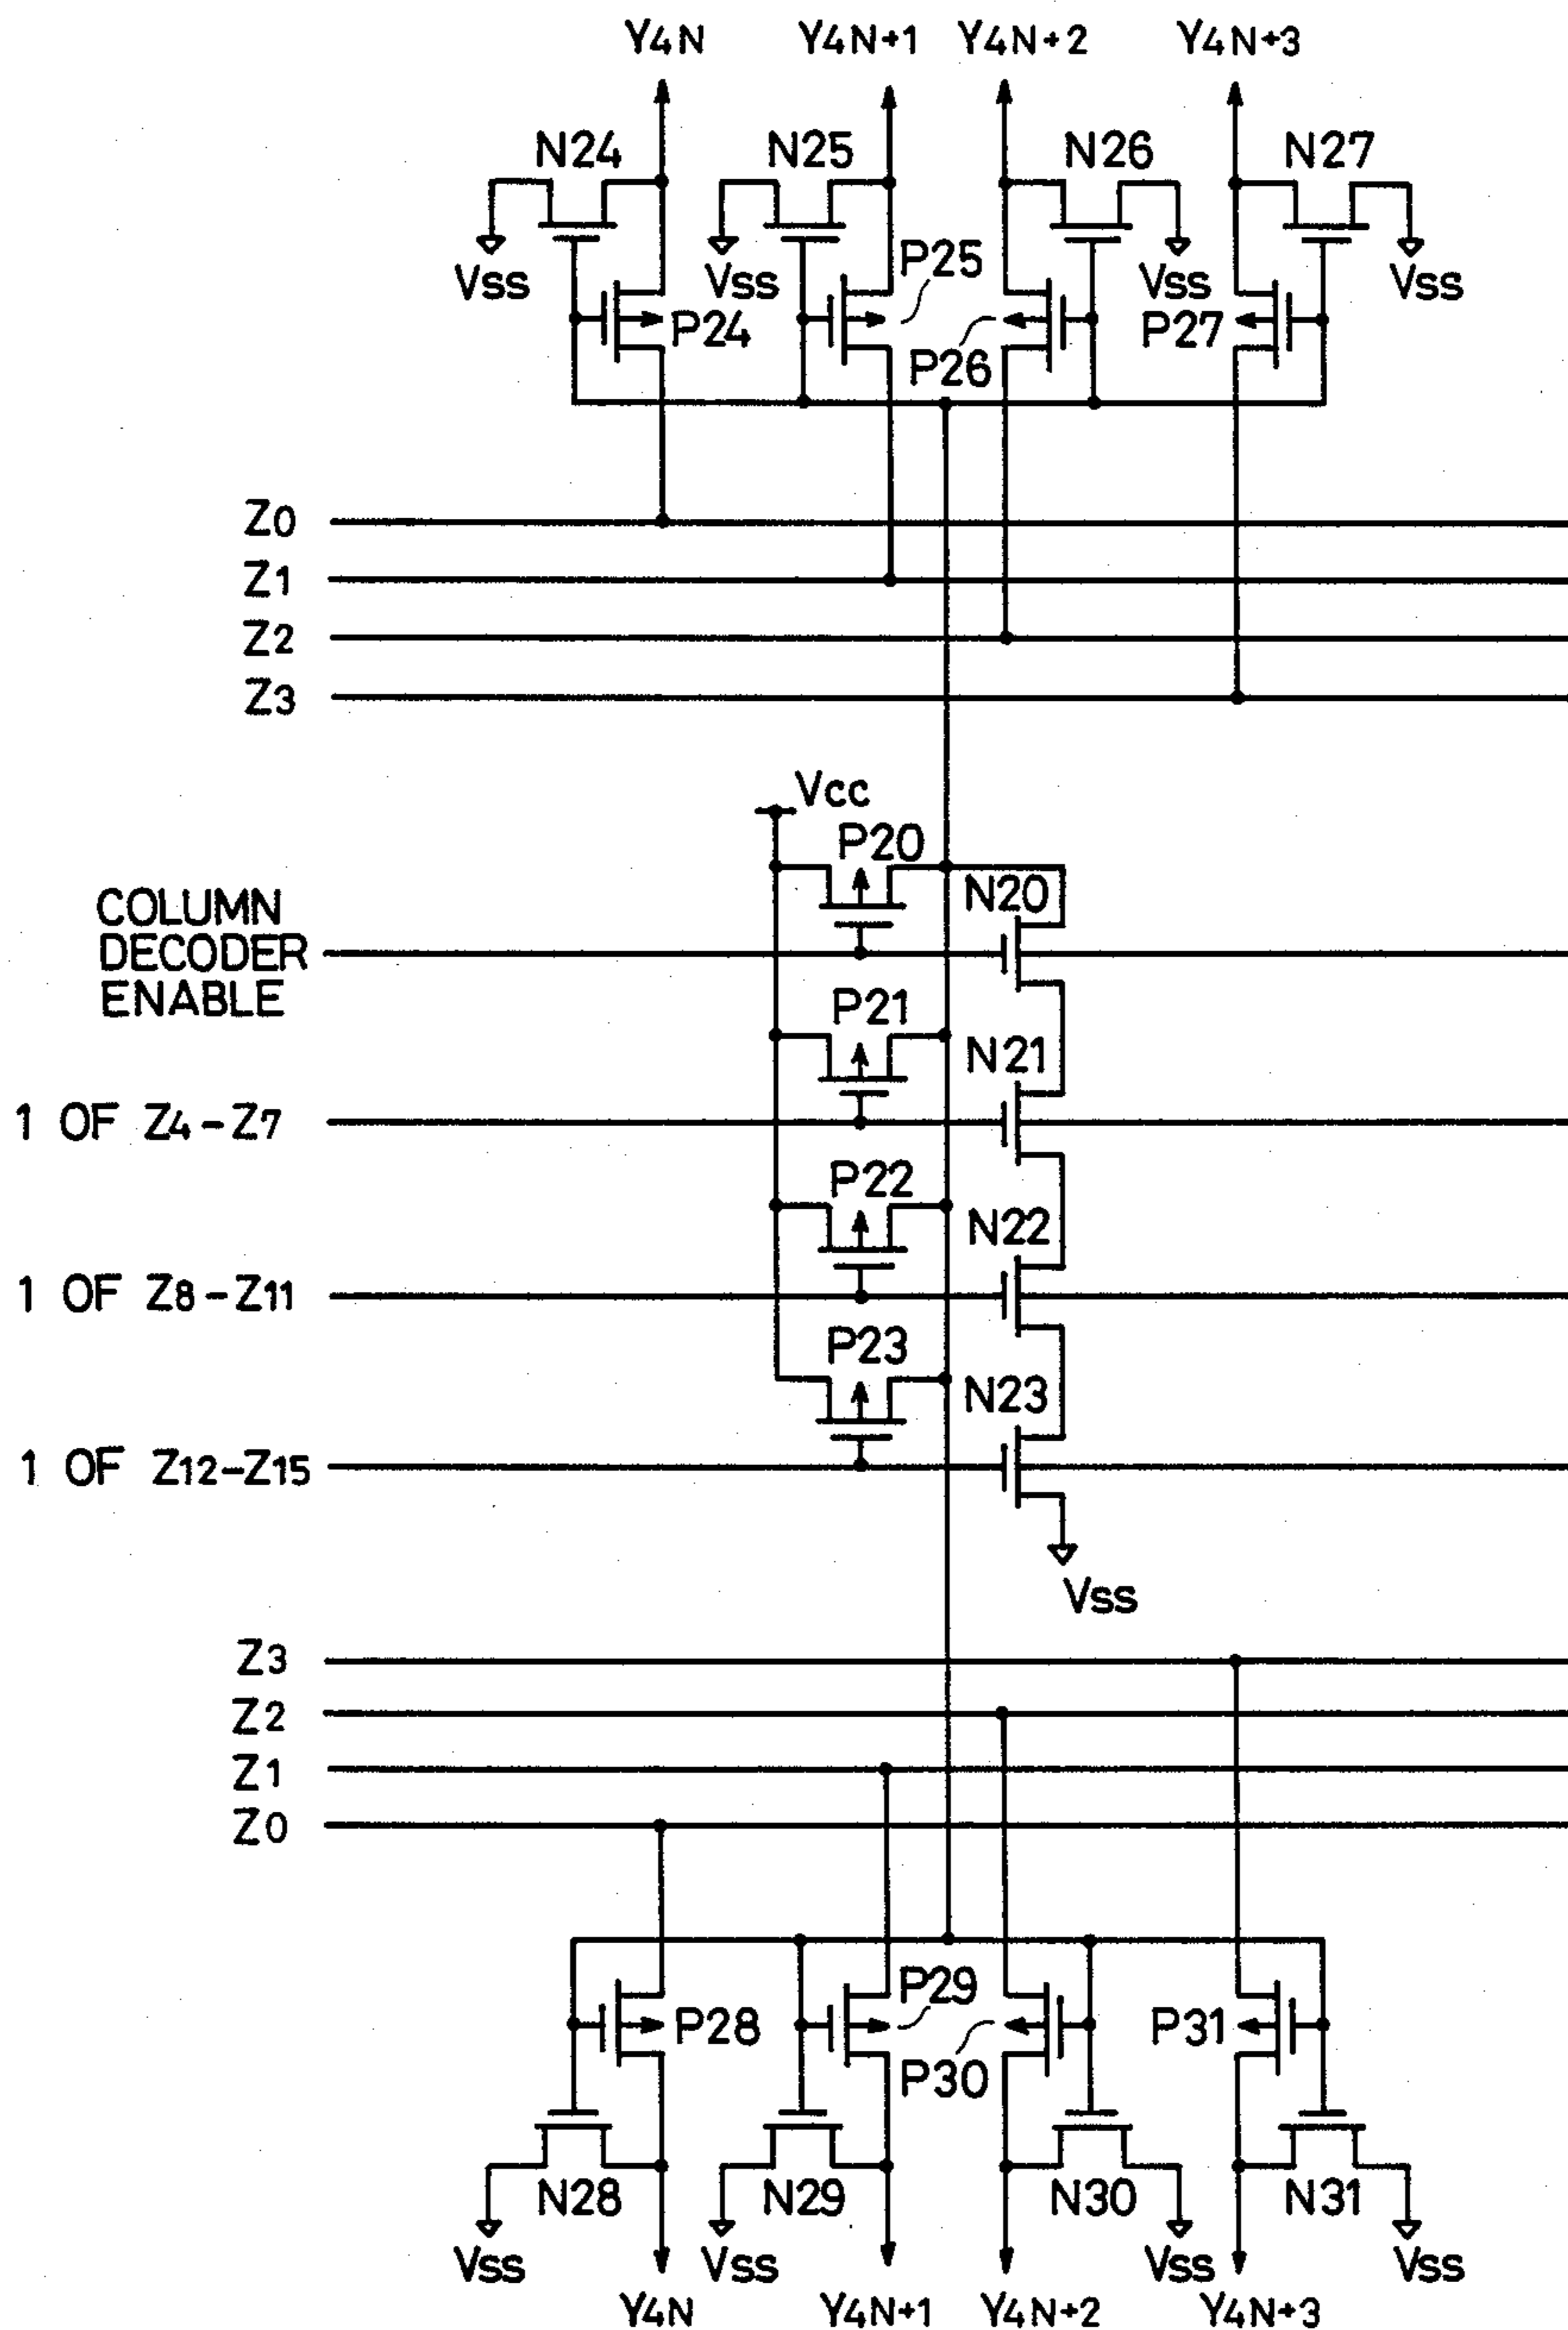 Y4N Y4N+1 Y4N+2 Y4N+3
N24 N25 N26 N27
Vss Vss P25 Vss Vss
P24 P26 P27
Z0
Z1
Z2
Z3
Vcc
P20
N20
COLUMN
DECODER
ENABLE
P21
N21
1 OF Z4-Z7
P22
N22
1 OF Z8-Z11
P23
N23
1 OF Z12-Z15
Vss
Z3
Z2
Z1
Z0
P28 P29 P31
P30
N28 N29 N30 N31
Vss Vss Vss Vss
Y4N Y4N+1 Y4N+2 Y4N+3